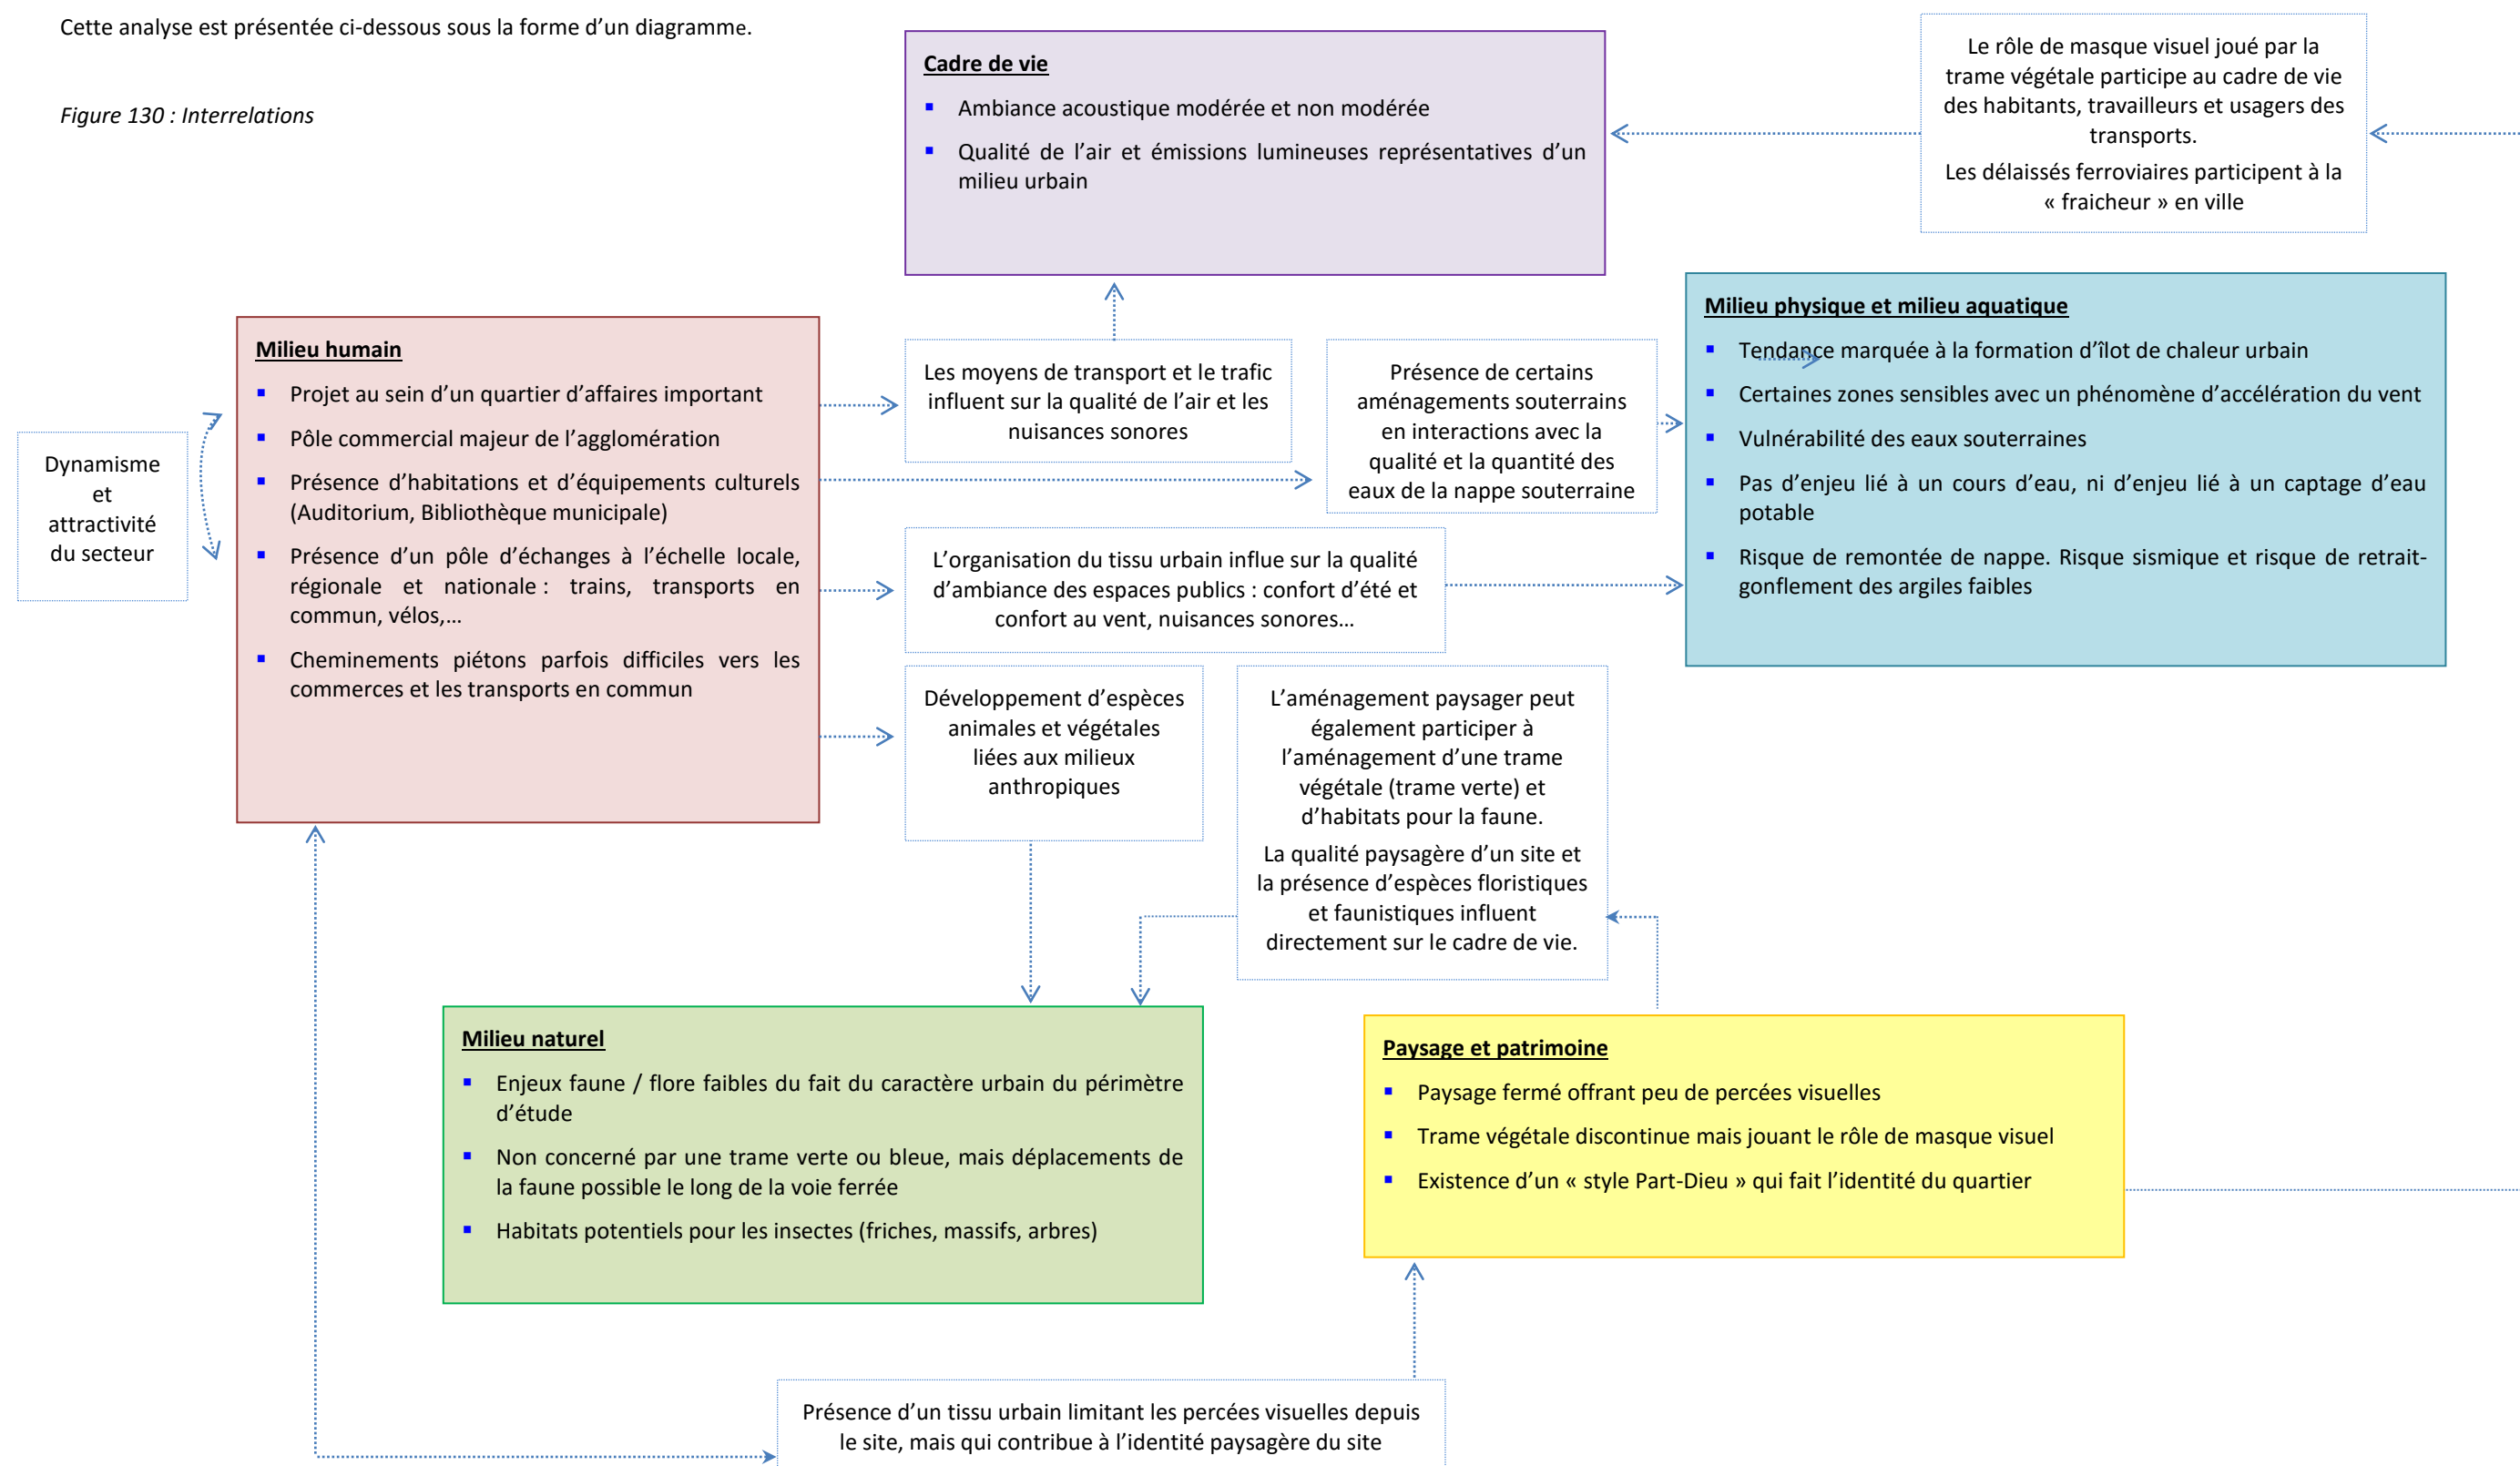 Cette analyse est présentée ci-dessous sous la forme d’un diagramme.
Figure 130 : Interrelations
Cadre de vie
▪ Ambiance acoustique modérée et non modérée
▪ Qualité de l’air et émissions lumineuses représentatives d’un
milieu urbain
Le rôle de masque visuel joué par la
trame végétale participe au cadre de vie
des habitants, travailleurs et usagers des
transports.
Les délaissés ferroviaires participent à la
« fraicheur » en ville
Dynamisme
et
attractivité
du secteur
Milieu humain
▪ Projet au sein d’un quartier d’affaires important
▪ Pôle commercial majeur de l’agglomération
▪ Présence d’habitations et d’équipements culturels
(Auditorium, Bibliothèque municipale)
▪ Présence d’un pôle d’échanges à l’échelle locale,
régionale et nationale : trains, transports en
commun, vélos,…
▪ Cheminements piétons parfois difficiles vers les
commerces et les transports en commun
Les moyens de transport et le trafic
influent sur la qualité de l’air et les
nuisances sonores
Présence de certains
aménagements souterrains
en interactions avec la
qualité et la quantité des
eaux de la nappe souterraine
Milieu physique et milieu aquatique
▪ Tendance marquée à la formation d’îlot de chaleur urbain
▪ Certaines zones sensibles avec un phénomène d’accélération du vent
▪ Vulnérabilité des eaux souterraines
▪ Pas d’enjeu lié à un cours d’eau, ni d’enjeu lié à un captage d’eau
potable
▪ Risque de remontée de nappe. Risque sismique et risque de retrait-
gonflement des argiles faibles
L’organisation du tissu urbain influe sur la qualité
d’ambiance des espaces publics : confort d’été et
confort au vent, nuisances sonores…
Développement d’espèces
animales et végétales
liées aux milieux
anthropiques
L’aménagement paysager peut
également participer à
l’aménagement d’une trame
végétale (trame verte) et
d’habitats pour la faune.
La qualité paysagère d’un site et
la présence d’espèces floristiques
et faunistiques influent
directement sur le cadre de vie.
Milieu naturel
▪ Enjeux faune / flore faibles du fait du caractère urbain du périmètre
d’étude
▪ Non concerné par une trame verte ou bleue, mais déplacements de
la faune possible le long de la voie ferrée
▪ Habitats potentiels pour les insectes (friches, massifs, arbres)
Paysage et patrimoine
▪ Paysage fermé offrant peu de percées visuelles
▪ Trame végétale discontinue mais jouant le rôle de masque visuel
▪ Existence d’un « style Part-Dieu » qui fait l’identité du quartier
Présence d’un tissu urbain limitant les percées visuelles depuis
le site, mais qui contribue à l’identité paysagère du site